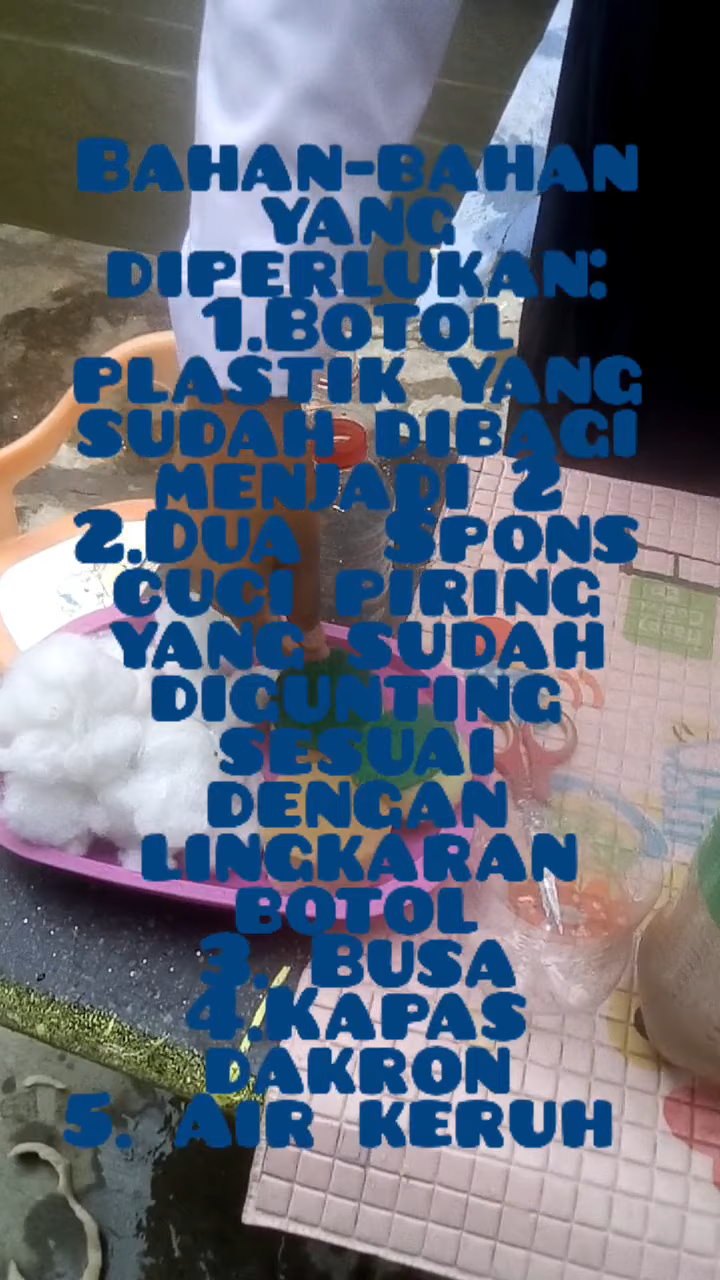 Bahan-bahan
yang
diperlukan:
1.Botol
plastik yang
sudah dibagi
menjadi 2
2.Dua Spons
cuci piring
yang sudah
digunting
sesuai
dengan
lingkaran
botol
3. Busa
4.Kapas
dakron
5. Air keruh